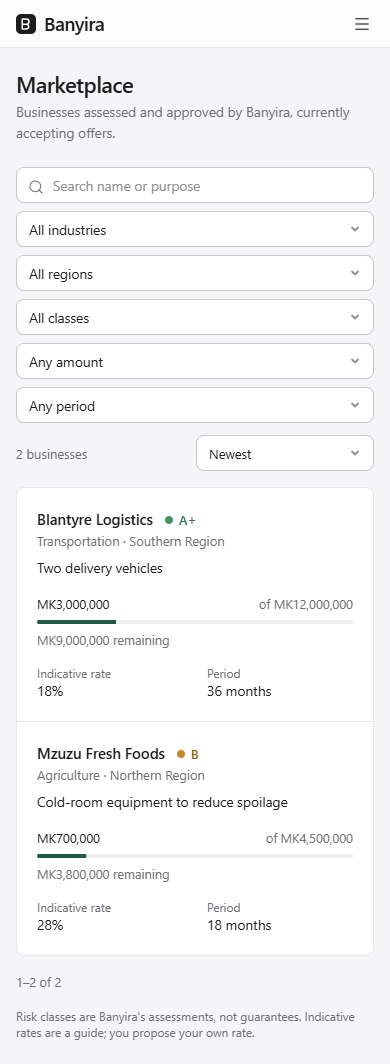 B Banyira
Marketplace
Businesses assessed and approved by Banyira, currently
accepting offers.
Search name or purpose
All industries
All regions
All classes
Any amount
Any period
2 businesses
Newest
Blantyre Logistics A+
Transportation · Southern Region
Two delivery vehicles
MK3,000,000 of MK12,000,000
MK9,000,000 remaining
Indicative rate Period
18% 36 months
Mzuzu Fresh Foods B
Agriculture · Northern Region
Cold-room equipment to reduce spoilage
MK700,000 of MK4,500,000
MK3,800,000 remaining
Indicative rate Period
28% 18 months
1–2 of 2
Risk classes are Banyira's assessments, not guarantees. Indicative
rates are a guide; you propose your own rate.